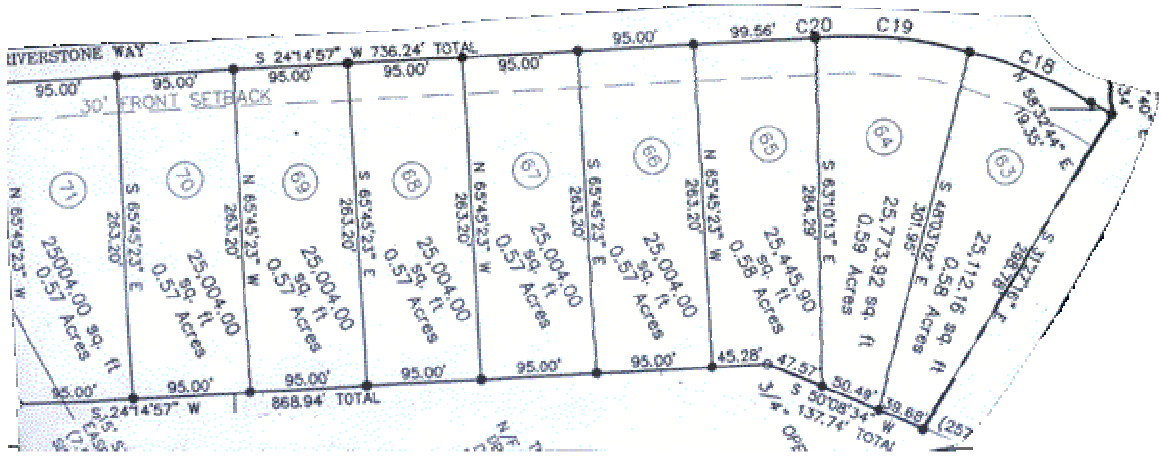 RIVERSTONE WAY
S 24°14'57" W 736.24' TOTAL
95.00'
95.00'
95.00'
95.00'
95.00'
95.00'
99.56'
C20
C19
C18
N 58°32'44" E
19.35'
30' FRONT SETBACK
71
70
69
68
67
66
65
64
63
N 65°45'23" W
S 65°45'23" E
263.20'
N 65°45'23" W
263.20'
S 65°45'23" E
263.20'
N 65°45'23" W
263.20'
S 65°45'23" E
263.20'
N 65°45'23" W
263.20'
S 63°10'13" E
284.29'
S 48°03'02" E
301.95'
25004.00 sq. ft
0.57 Acres
25,004.00
sq. ft
0.57 Acres
25,004.00
sq. ft
0.57 Acres
25,004.00
sq. ft
0.57 Acres
25,004.00
sq. ft
0.57 Acres
25,004.00
sq. ft
0.57 Acres
25,445.90
sq. ft
0.58 Acres
25,773.92 sq ft
0.59 Acres
25,112.16 sq ft
0.58 Acres
95.00'
95.00'
95.00'
95.00'
95.00'
95.00'
45.28'
47.57'
50.49'
39.68'
(257
S 24°14'57" W
868.94' TOTAL
S 50°08'34" W
3/4" 137.74' TOTAL
15' S
EASE
N/F
OPE